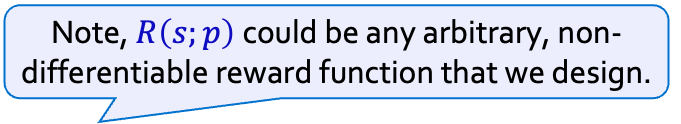 Note, R(s; p) could be any arbitrary, non-
differentiable reward function that we design.